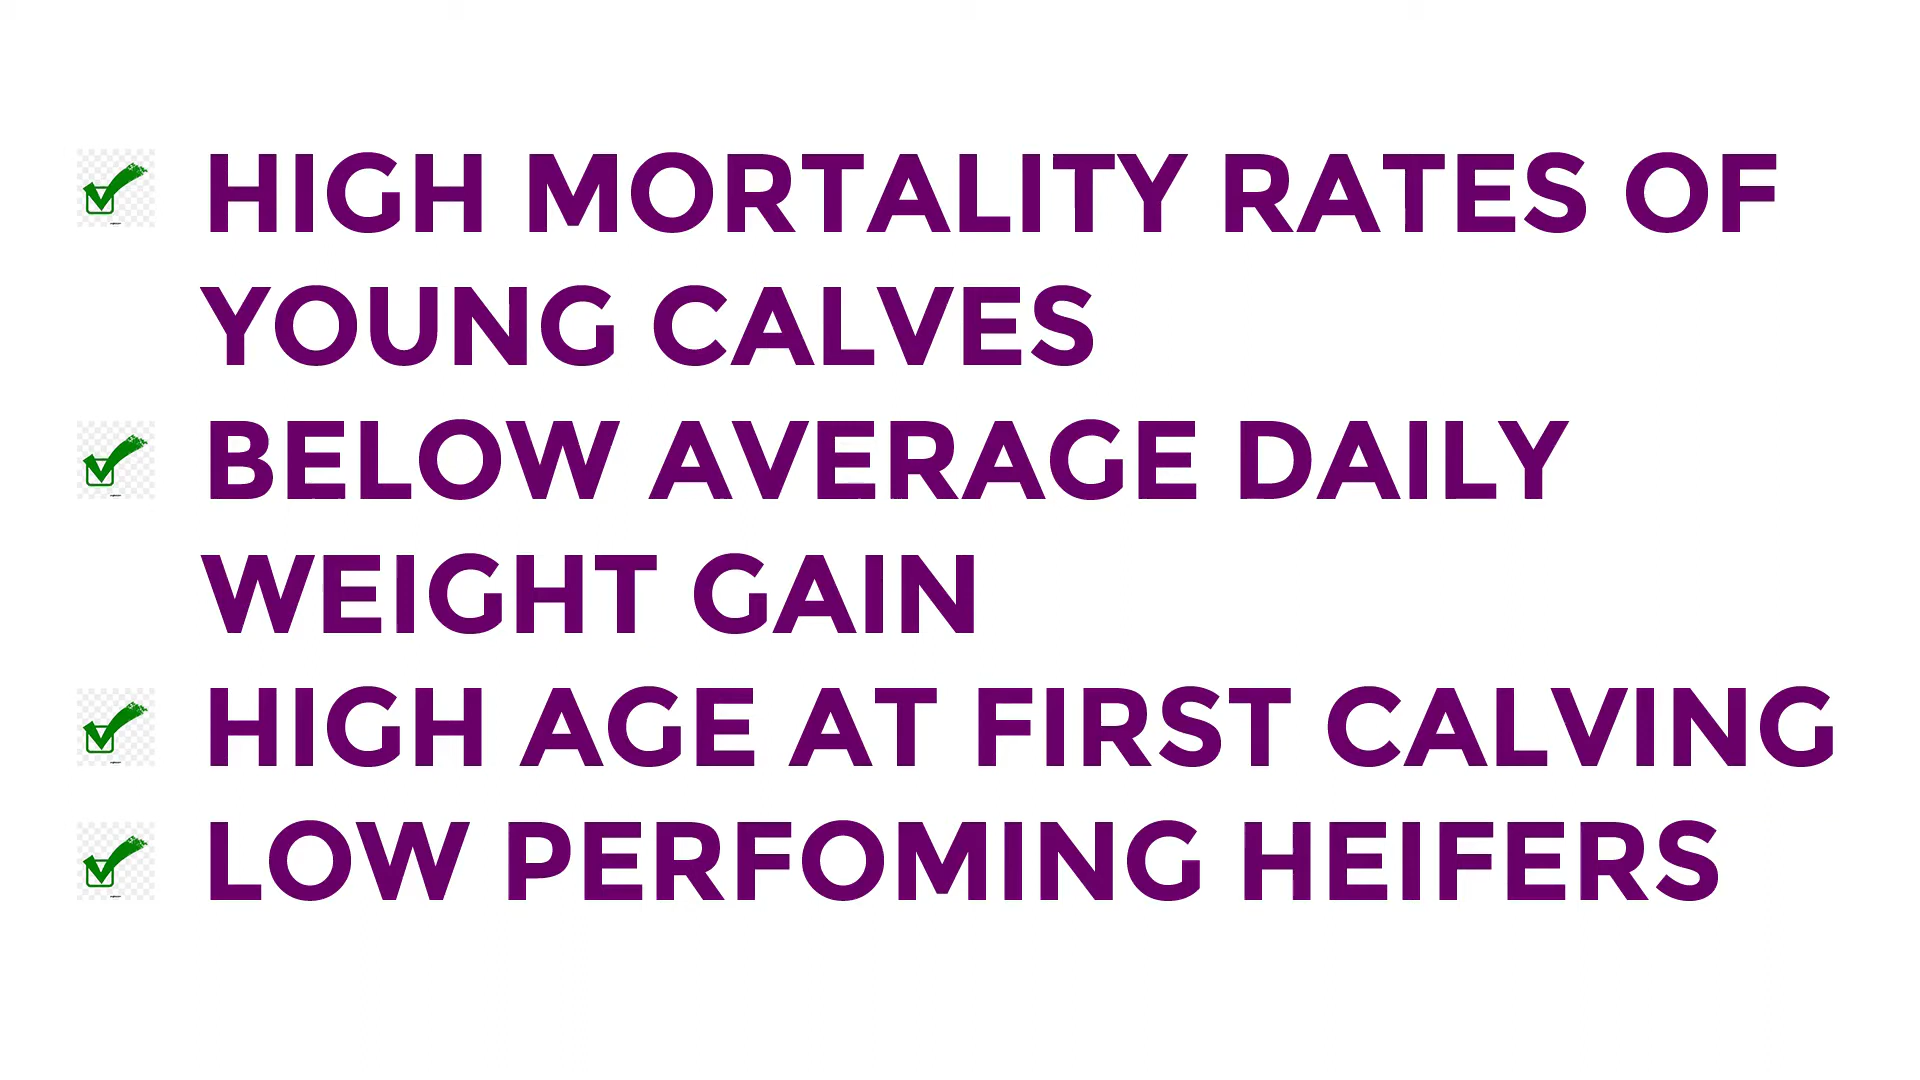 HIGH MORTALITY RATES OF
YOUNG CALVES
BELOW AVERAGE DAILY
WEIGHT GAIN
HIGH AGE AT FIRST CALVING
LOW PERFOMING HEIFERS